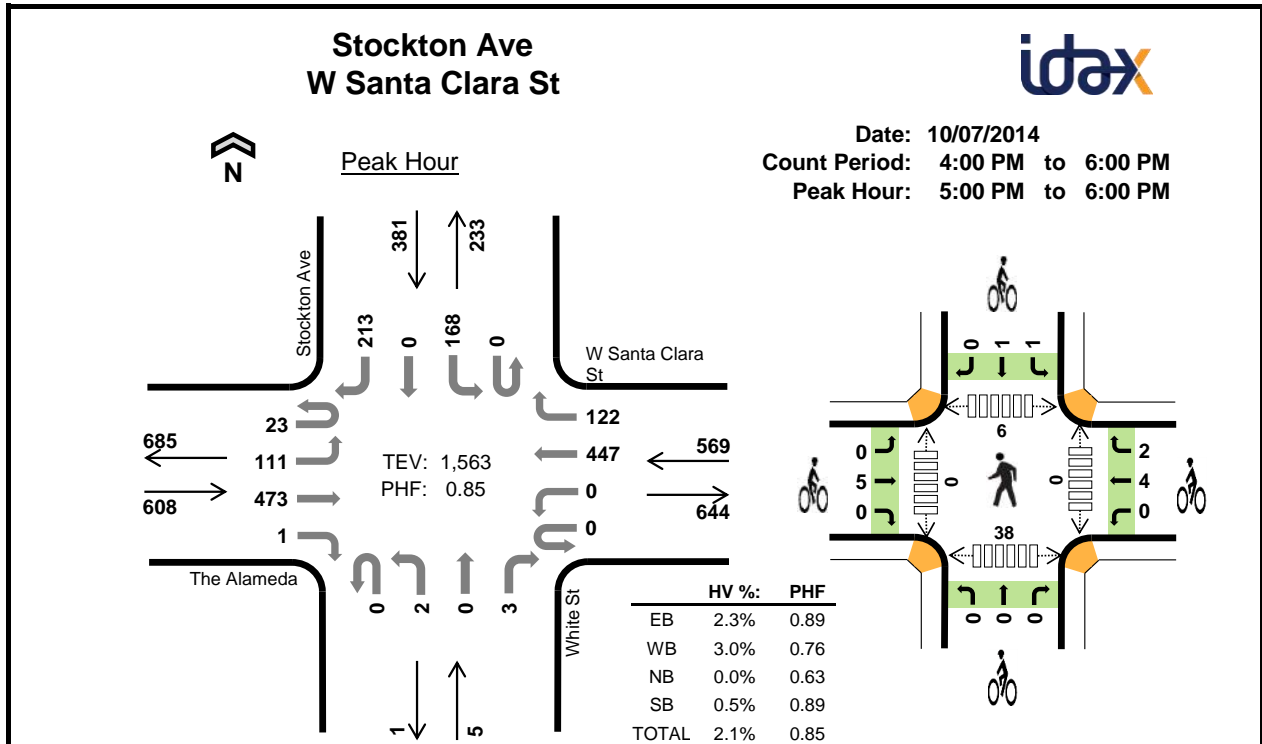 Stockton Ave
W Santa Clara St
idax
Date: 10/07/2014
Count Period: 4:00 PM to 6:00 PM
Peak Hour: 5:00 PM to 6:00 PM
N
Peak Hour
381
233
Stockton Ave
213
0
168
0
W Santa Clara
St
23
111
473
1
685
608
TEV: 1,563
PHF: 0.85
122
447
0
0
569
644
The Alameda
0
2
0
3
White St
1
5
HV %: PHF
EB 2.3% 0.89
WB 3.0% 0.76
NB 0.0% 0.63
SB 0.5% 0.89
TOTAL 2.1% 0.85
0 1 1
6
0
5
0
0
0
2
4
0
38
0 0 0